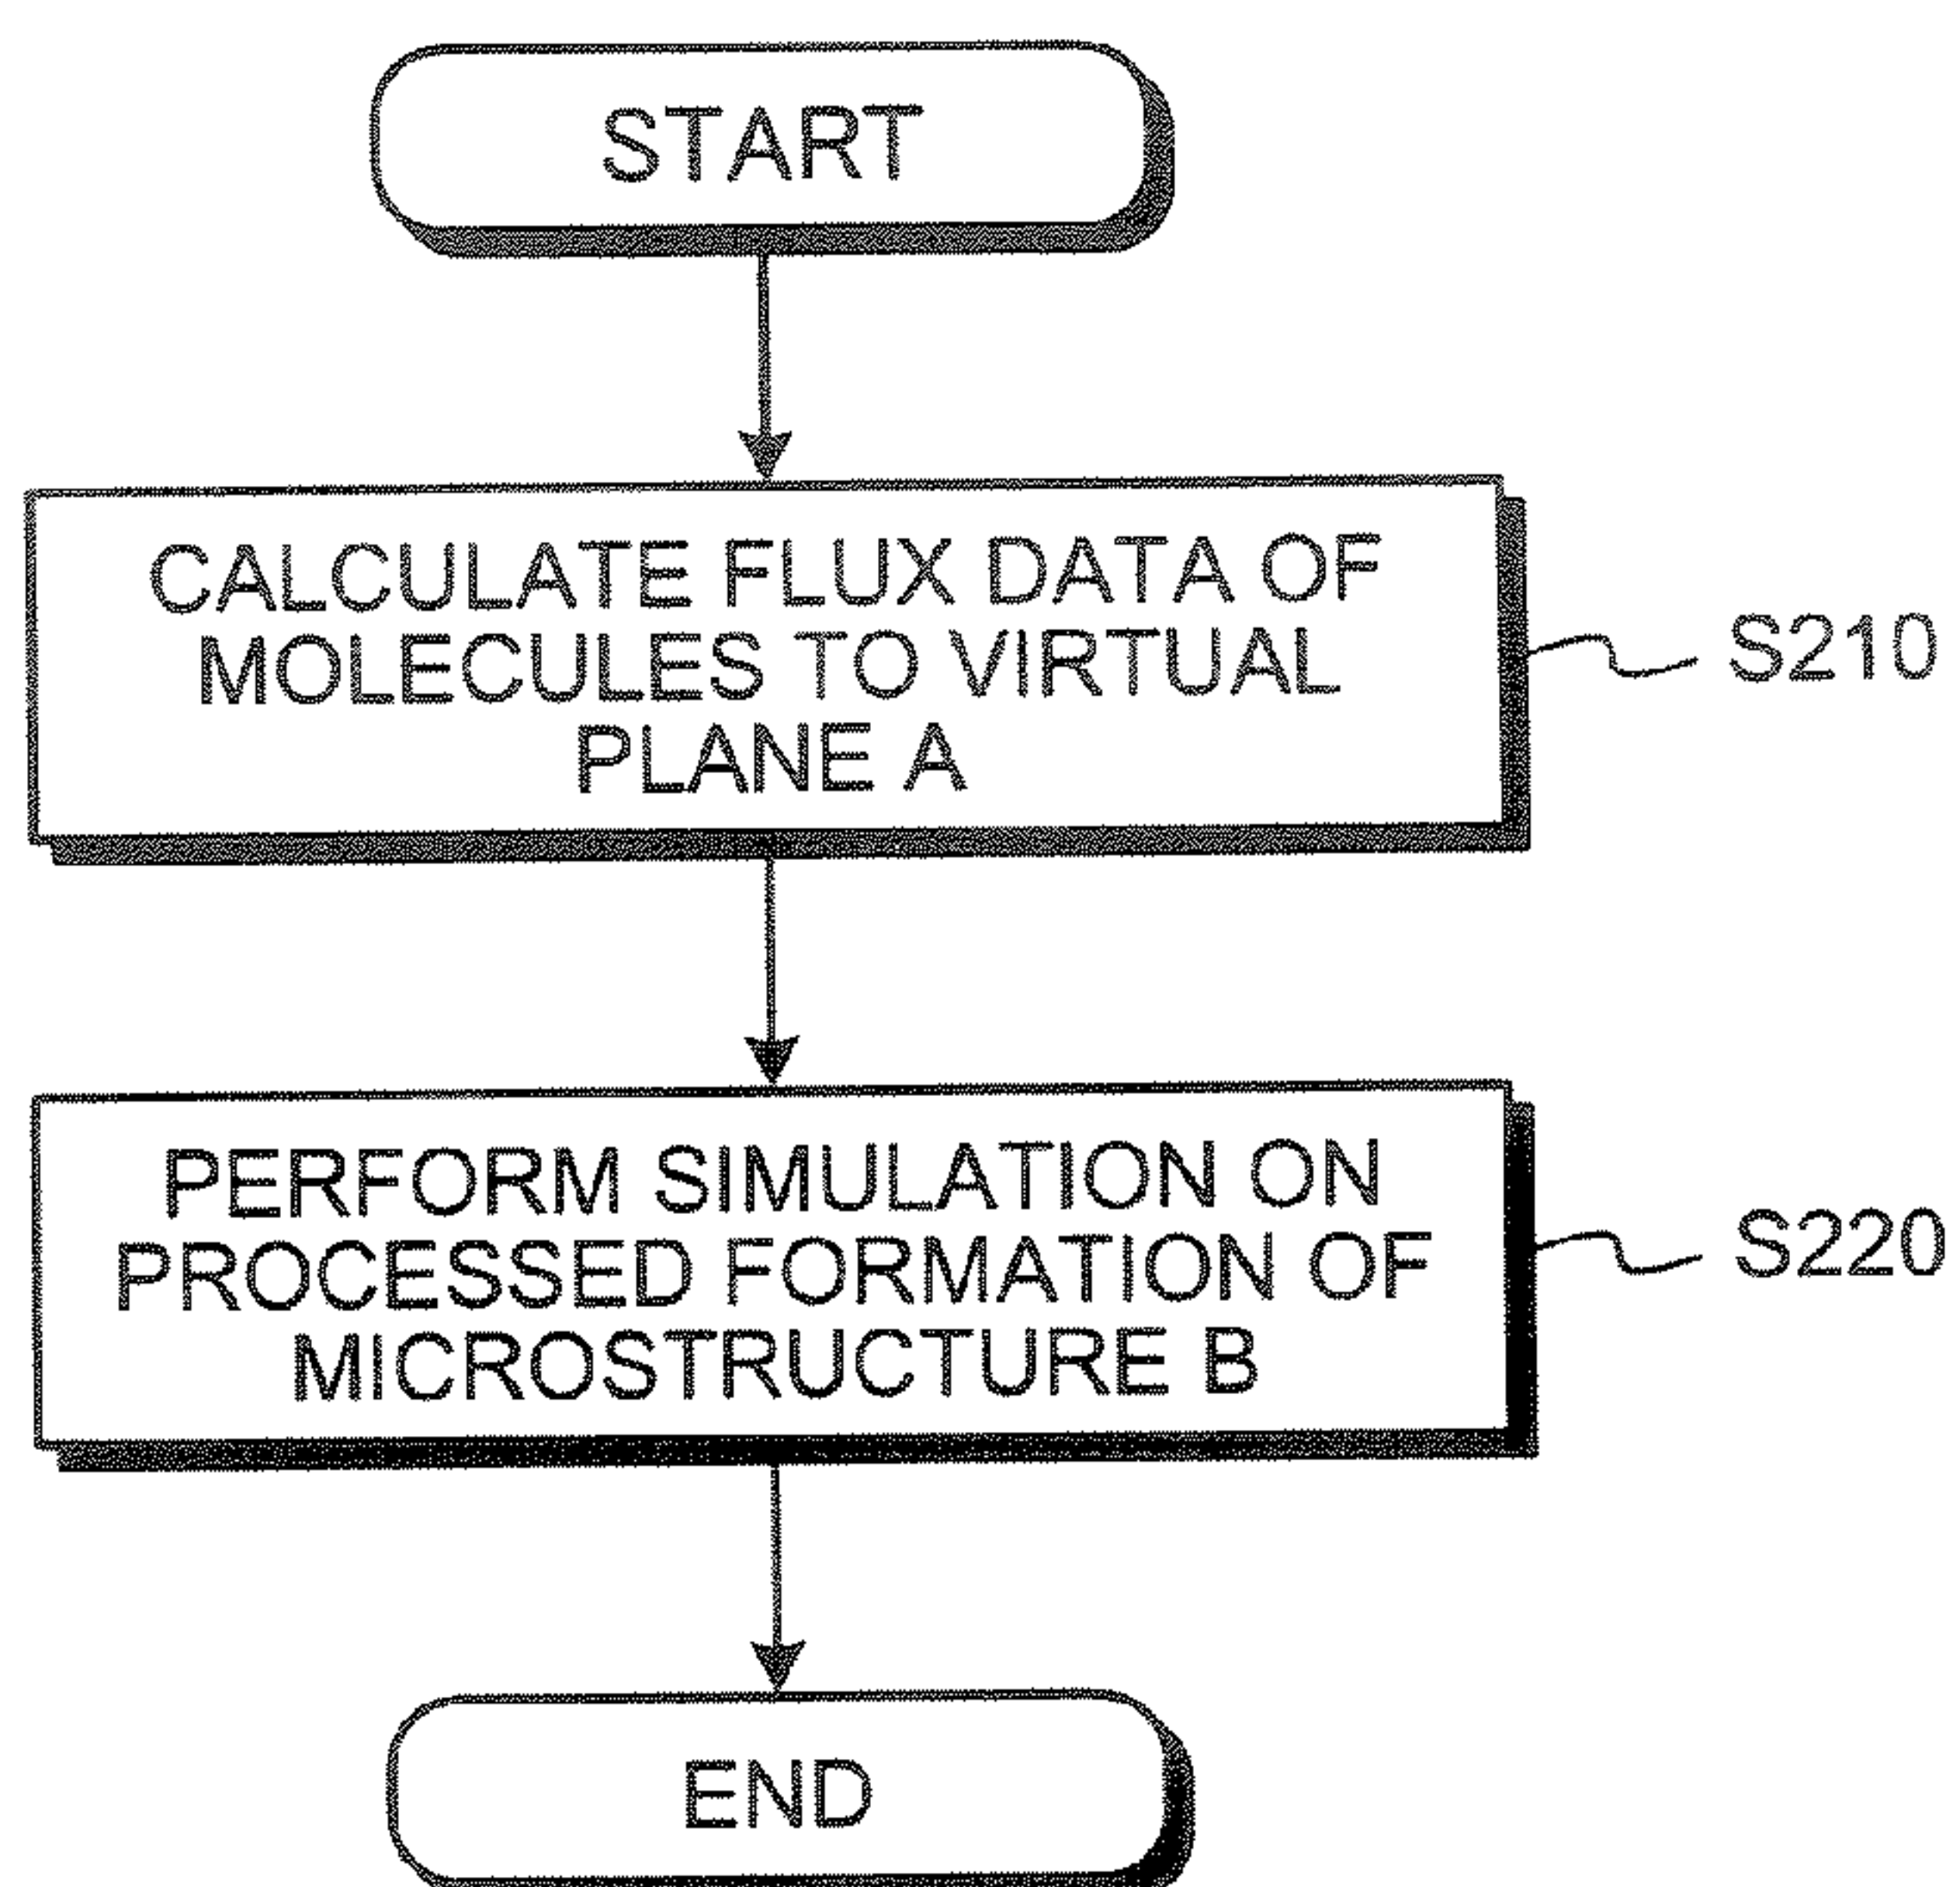 START
CALCULATE FLUX DATA OF
MOLECULES TO VIRTUAL
PLANE A
S210
PERFORM SIMULATION ON
PROCESSED FORMATION OF
MICROSTRUCTURE B
S220
END